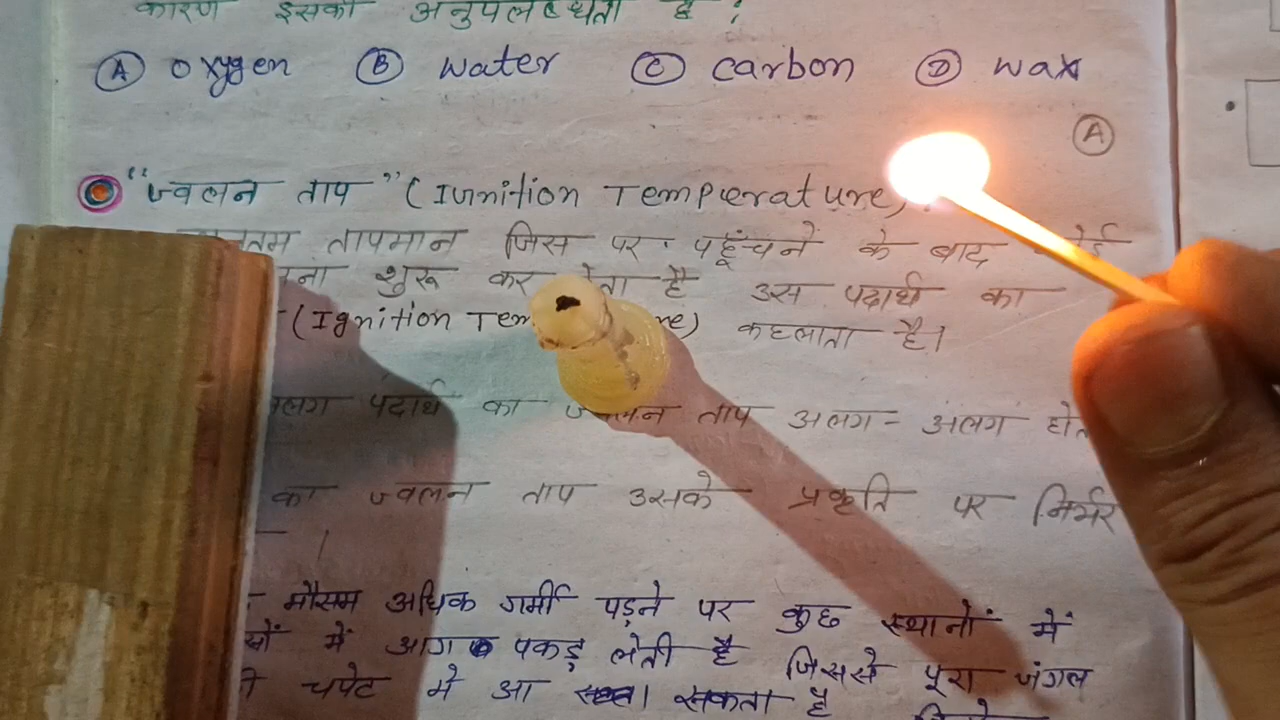 कारण इसकी अनुपलब्धता है :
Ⓐ oxygen Ⓑ water Ⓒ carbon Ⓓ wax
Ⓐ
"ज्वलन ताप" (Ignition Temperature)
तापमान जिस पर पहूंचने के बाद
शुरू कर देता है उस पदार्थ का
(Ignition कहलाता है।
पदार्थ का ज्वलन ताप अलग - अलग
का ज्वलन ताप उसके प्रकृति पर निर्भर
मौसम अधिक गर्मी पड़ने पर कुछ स्थानों में
में आग पकड़ लेती है जिससे पूरा जंगल
चपेट मे आ सकता है